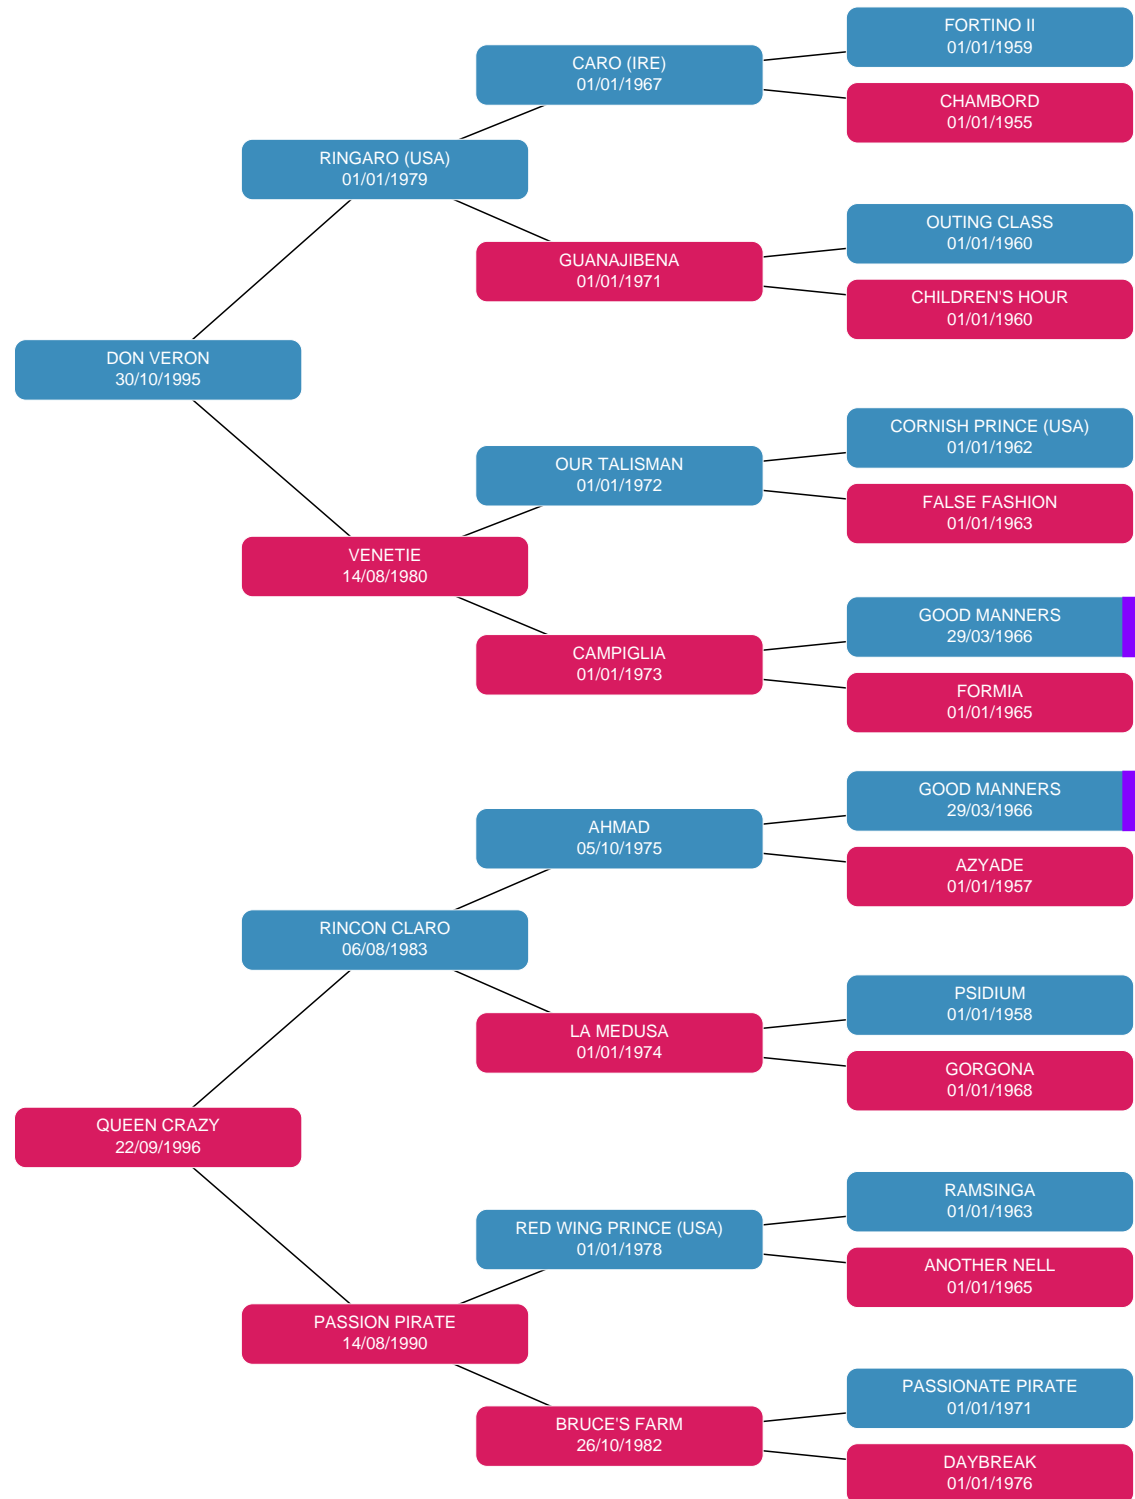 FORTINO II
01/01/1959
CARO (IRE)
01/01/1967
CHAMBORD
01/01/1955
RINGARO (USA)
01/01/1979
OUTING CLASS
01/01/1960
GUANAJIBENA
01/01/1971
CHILDREN'S HOUR
01/01/1960
DON VERON
30/10/1995
CORNISH PRINCE (USA)
01/01/1962
OUR TALISMAN
01/01/1972
FALSE FASHION
01/01/1963
VENETIE
14/08/1980
GOOD MANNERS
29/03/1966
CAMPIGLIA
01/01/1973
FORMIA
01/01/1965
GOOD MANNERS
29/03/1966
AHMAD
05/10/1975
AZYADE
01/01/1957
RINCON CLARO
06/08/1983
PSIDIUM
01/01/1958
LA MEDUSA
01/01/1974
GORGONA
01/01/1968
QUEEN CRAZY
22/09/1996
RAMSINGA
01/01/1963
RED WING PRINCE (USA)
01/01/1978
ANOTHER NELL
01/01/1965
PASSION PIRATE
14/08/1990
PASSIONATE PIRATE
01/01/1971
BRUCE'S FARM
26/10/1982
DAYBREAK
01/01/1976